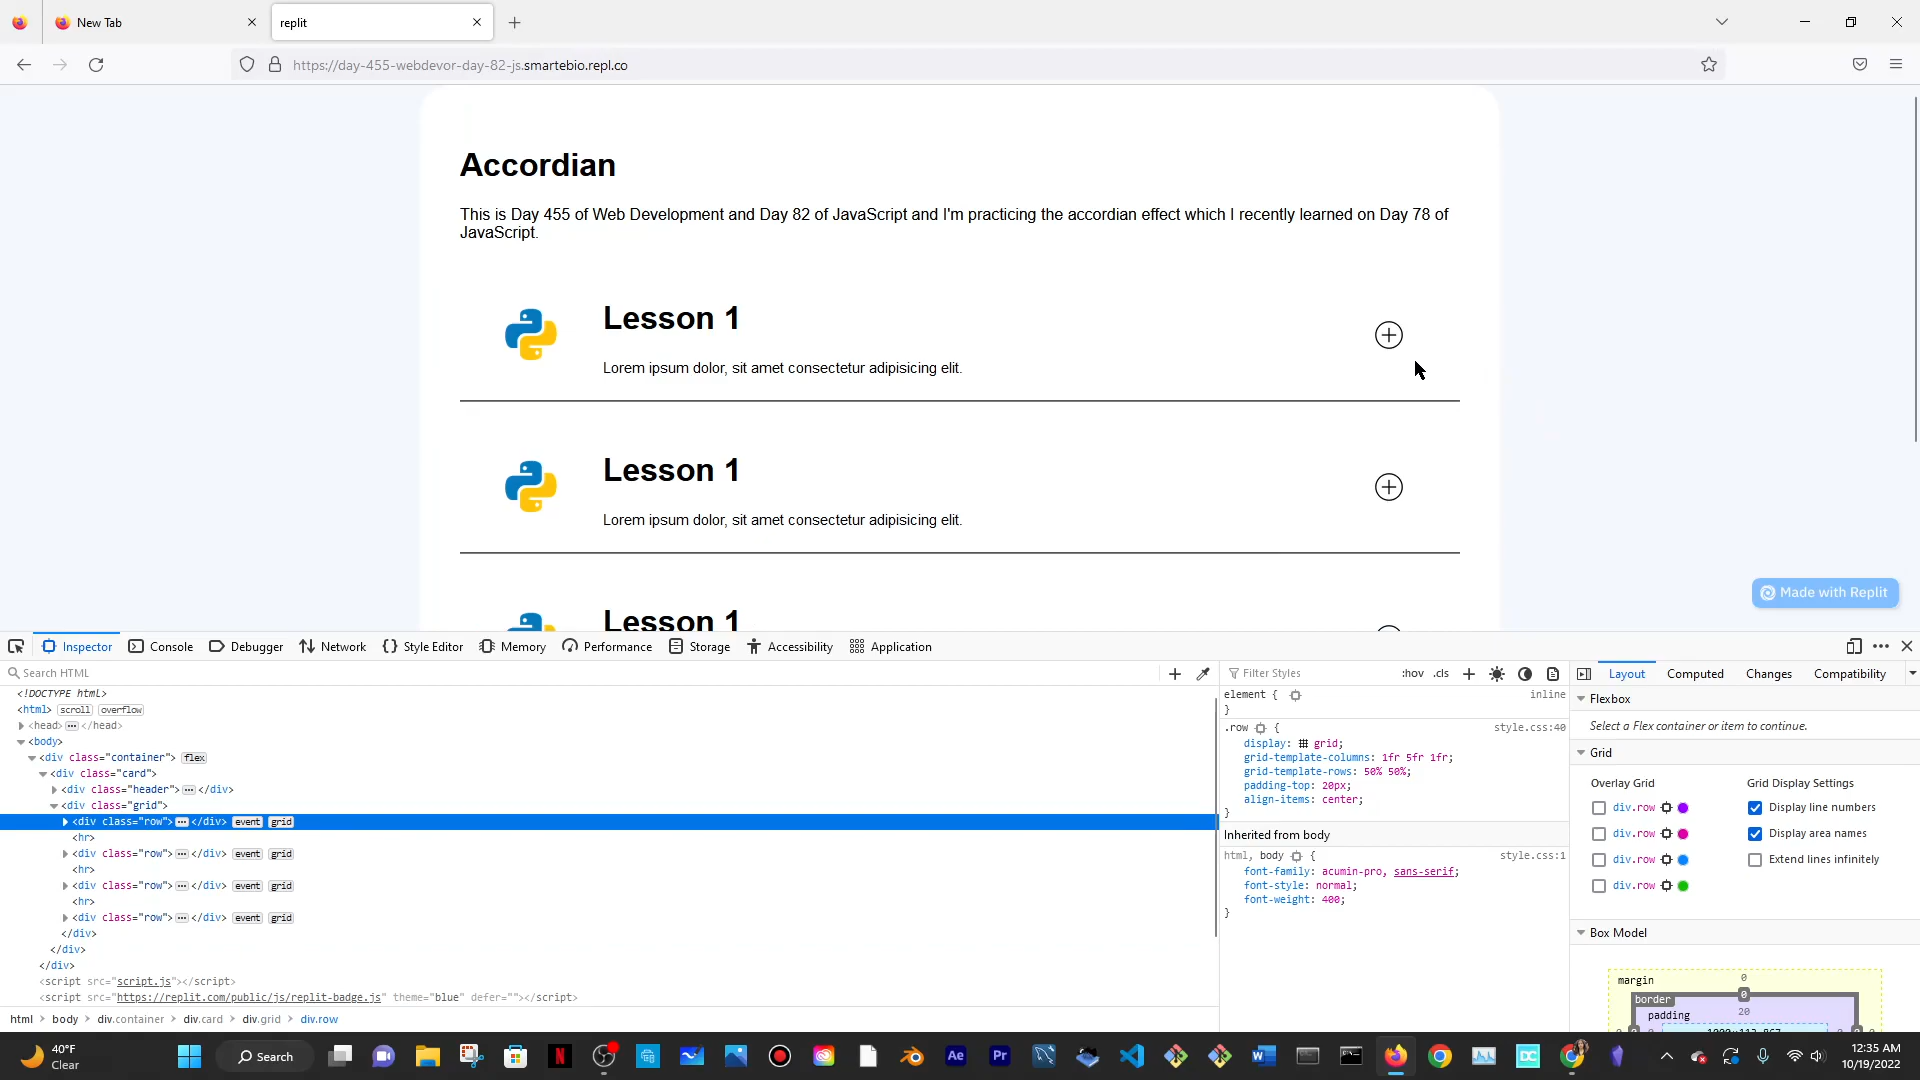 New Tab
replit
https://day-455-webdevor-day-82-js.smartebio.repl.co
Accordian
This is Day 455 of Web Development and Day 82 of JavaScript and I'm practicing the accordian effect which I recently learned on Day 78 of
JavaScript.
Lesson 1
Lorem ipsum dolor, sit amet consectetur adipisicing elit.
Lesson 1
Lorem ipsum dolor, sit amet consectetur adipisicing elit.
Lesson 1
Made with Replit
Inspector Console Debugger Network {} Style Editor Memory Performance Storage Accessibility Application
Search HTML
<!DOCTYPE html>
<html> scroll overflow
<head> ••• </head>
<body>
<div class="container"> flex
<div class="card">
<div class="header"> ••• </div>
<div class="grid">
<div class="row"> ••• </div> event grid
<hr>
<div class="row"> ••• </div> event grid
<hr>
<div class="row"> ••• </div> event grid
<hr>
<div class="row"> ••• </div> event grid
</div>
</div>
</div>
<script src="script.js"></script>
<script src="https://replit.com/public/js/replit-badge.js" theme="blue" defer=""></script>
html > body > div.container > div.card > div.grid > div.row
Filter Styles :hov .cls
element { inline
}
.row { style.css:40
display: grid;
grid-template-columns: 1fr 5fr 1fr;
grid-template-rows: 50% 50%;
padding-top: 20px;
align-items: center;
}
Inherited from body
html, body { style.css:1
font-family: acumin-pro, sans-serif;
font-style: normal;
font-weight: 400;
}
Layout Computed Changes Compatibility
Flexbox
Select a Flex container or item to continue.
Grid
Overlay Grid Grid Display Settings
div.row Display line numbers
div.row Display area names
div.row Extend lines infinitely
div.row
Box Model
margin 0
border 0
padding 20
40°F
Clear
Search
N
Ae
Pr
W
DC
12:35 AM
10/19/2022